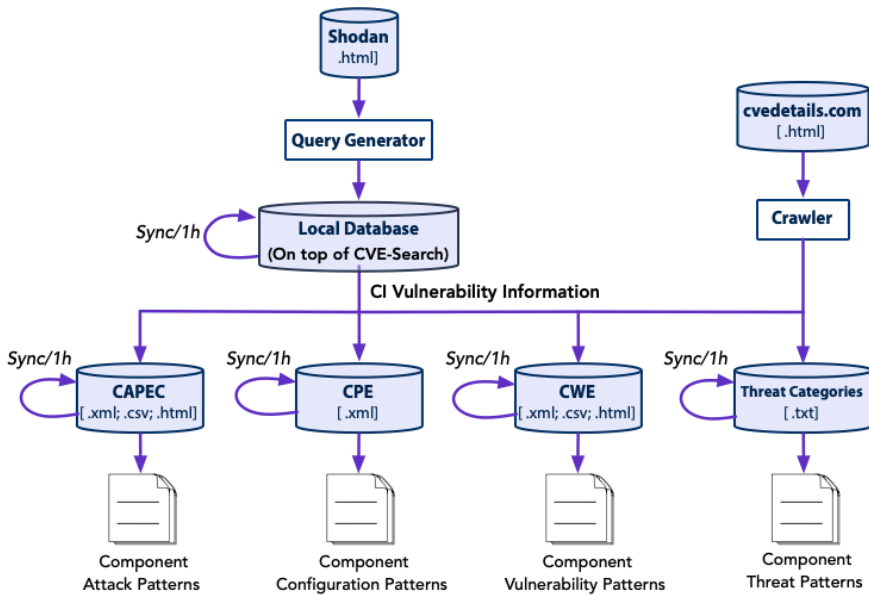 Shodan
.html]
cvedetails.com
[ .html]
Query Generator
Crawler
Sync/1h
Local Database
(On top of CVE-Search)
CI Vulnerability Information
Sync/1h
Sync/1h
Sync/1h
Sync/1h
CAPEC
[ .xml; .csv; .html]
CPE
[ .xml]
CWE
[ .xml; .csv; .html]
Threat Categories
[ .txt]
Component
Attack Patterns
Component
Configuration Patterns
Component
Vulnerability Patterns
Component
Threat Patterns